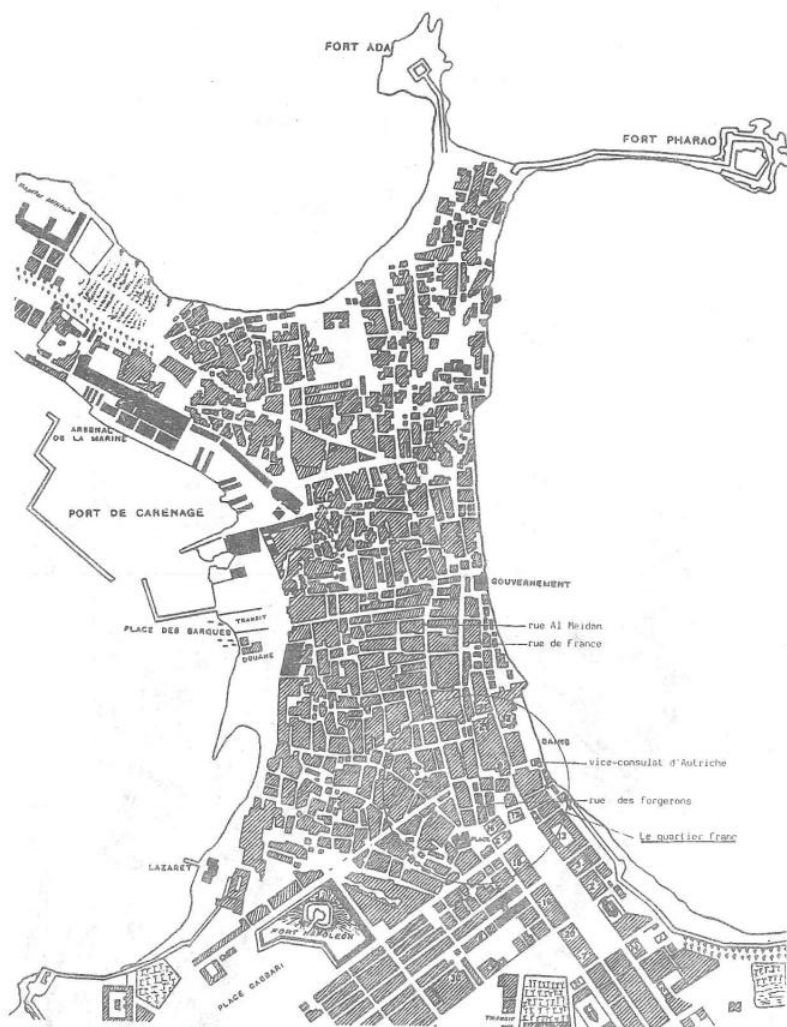 FORT ADA
FORT PHARAO
ARSENAL
DE LA MARINE
PORT DE CARENAGE
GOUVERNEMENT
TRANSIT
rue Al Meidan
PLACE DES BARQUES
rue de France
DOUANE
BAINS
vice-consulat d'Autriche
rue des forgerons
PLACE
Le quartier franc
LAZARET
FORT NAPOLEON
PLACE GABBARI
TRANSIT